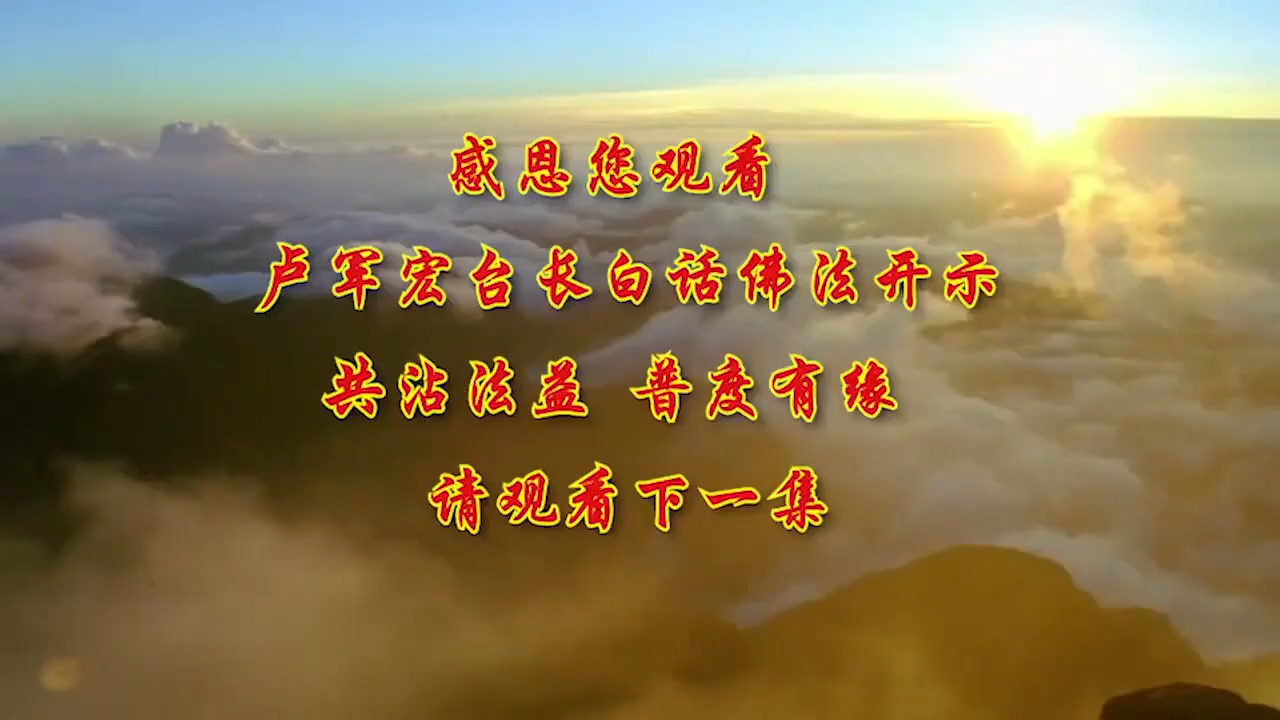 感恩您观看
卢军宏台长白话佛法开示
共沾法益 普度有缘
请观看下一集